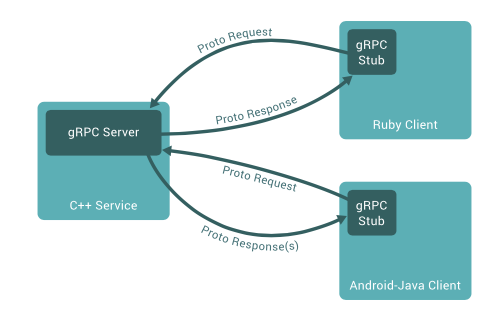 Proto Request
gRPC
Stub
Proto Response
Ruby Client
gRPC Server
C++ Service
Proto Request
gRPC
Stub
Proto Response(s)
Android-Java Client